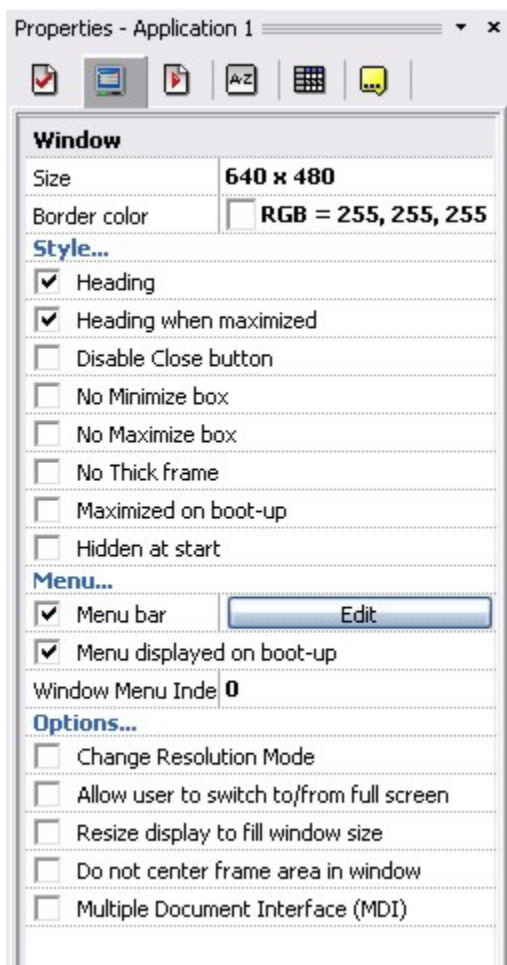 Properties - Application 1
A-Z
Window
Size 640 x 480
Border color RGB = 255, 255, 255
Style...
Heading
Heading when maximized
Disable Close button
No Minimize box
No Maximize box
No Thick frame
Maximized on boot-up
Hidden at start
Menu...
Menu bar Edit
Menu displayed on boot-up
Window Menu Inde 0
Options...
Change Resolution Mode
Allow user to switch to/from full screen
Resize display to fill window size
Do not center frame area in window
Multiple Document Interface (MDI)